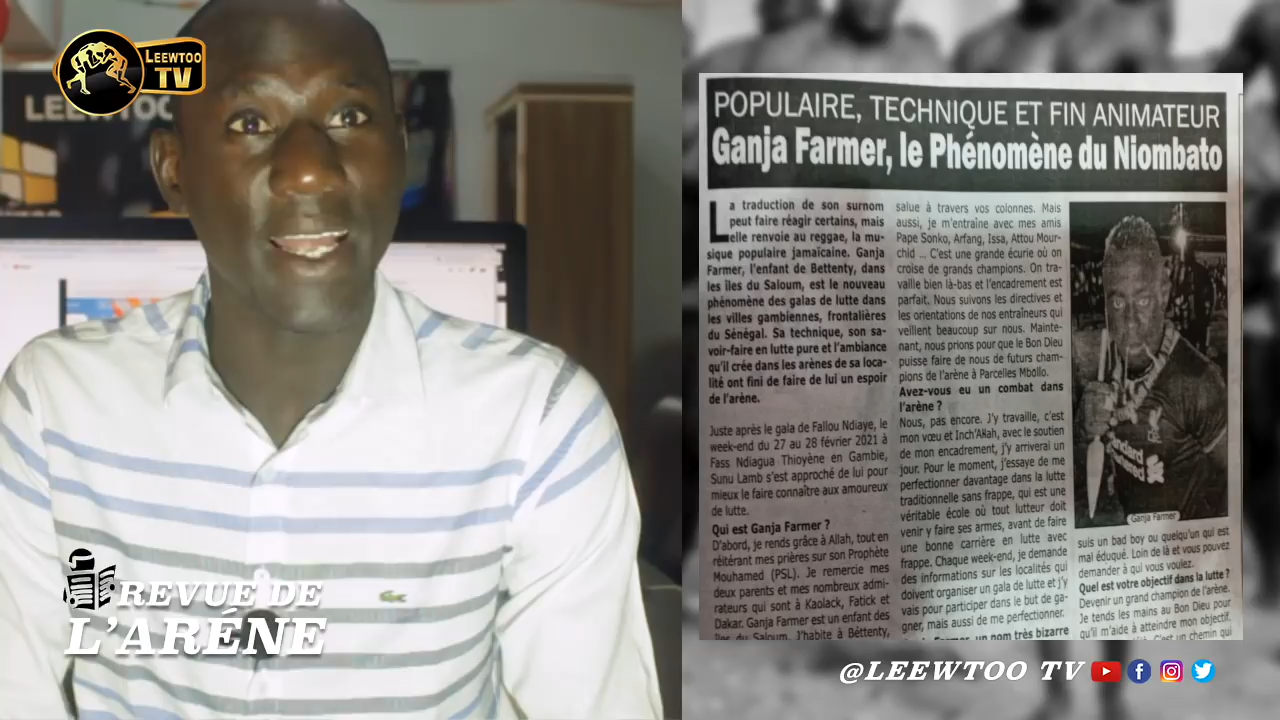 LEEWTOO
TV
LEEWTOO
REVUE DE
L'ARÉNE
POPULAIRE, TECHNIQUE ET FIN ANIMATEUR
Ganja Farmer, le Phénomène du Niombato
La traduction de son surnom
peut faire réagir certains, mais
elle renvoie au reggae, la mu-
sique populaire jamaïcaine. Ganja
Farmer, l'enfant de Bettenty, dans
les îles du Saloum, est le nouveau
phénomène des galas de lutte dans
les villes gambiennes, frontalières
du Sénégal. Sa technique, son sa-
voir-faire en lutte pure et l'ambiance
qu'il crée dans les arènes de sa loca-
lité ont fini de faire de lui un espoir
de l'arène.
Juste après le gala de Fallou Ndiaye, le
week-end du 27 au 28 février 2021 à
Fass Ndiagua Thioyène en Gambie,
Sunu Lamb s'est approché de lui pour
mieux le faire connaître aux amoureux
de lutte.
Qui est Ganja Farmer ?
D'abord, je rends grâce à Allah, tout en
réitérant mes prières sur son Prophète
Mouhamed (PSL). Je remercie mes
deux parents et mes nombreux admi-
rateurs qui sont à Kaolack, Fatick et
Dakar. Ganja Farmer est un enfant des
îles du Saloum. J'habite à Béttenty,
salue à travers vos colonnes. Mais
aussi, je m'entraîne avec mes amis
Pape Sonko, Arfang, Issa, Attou Mour-
chid ... C'est une grande écurie où on
croise de grands champions. On tra-
vaille bien là-bas et l'encadrement est
parfait. Nous suivons les directives et
les orientations de nos entraîneurs qui
veillent beaucoup sur nous. Mainte-
nant, nous prions pour que le Bon Dieu
puisse faire de nous de futurs cham-
pions de l'arène à Parcelles Mbollo.
Avez-vous eu un combat dans
l'arène ?
Nous, pas encore. J'y travaille, c'est
mon vœu et Inch'Allah, avec le soutien
de mon encadrement, j'y arriverai un
jour. Pour le moment, j'essaye de me
perfectionner davantage dans la lutte
traditionnelle sans frappe, qui est une
véritable école où tout lutteur doit
venir y faire ses armes, avant de faire
une bonne carrière en lutte avec
frappe. Chaque week-end, je demande
des informations sur les localités qui
doivent organiser un gala de lutte et j'y
vais pour participer dans le but de ga-
gner, mais aussi de me perfectionner.
Farmer, un nom très bizarre
Ganja Farmer
suis un bad boy ou quelqu'un qui est
mal éduqué. Loin de là et vous pouvez
demander à qui vous voulez.
Quel est votre objectif dans la lutte ?
Devenir un grand champion de l'arène.
Je tends les mains au Bon Dieu pour
qu'il m'aide à atteindre mon objectif.
C'est un chemin qui
@LEEWTOO TV